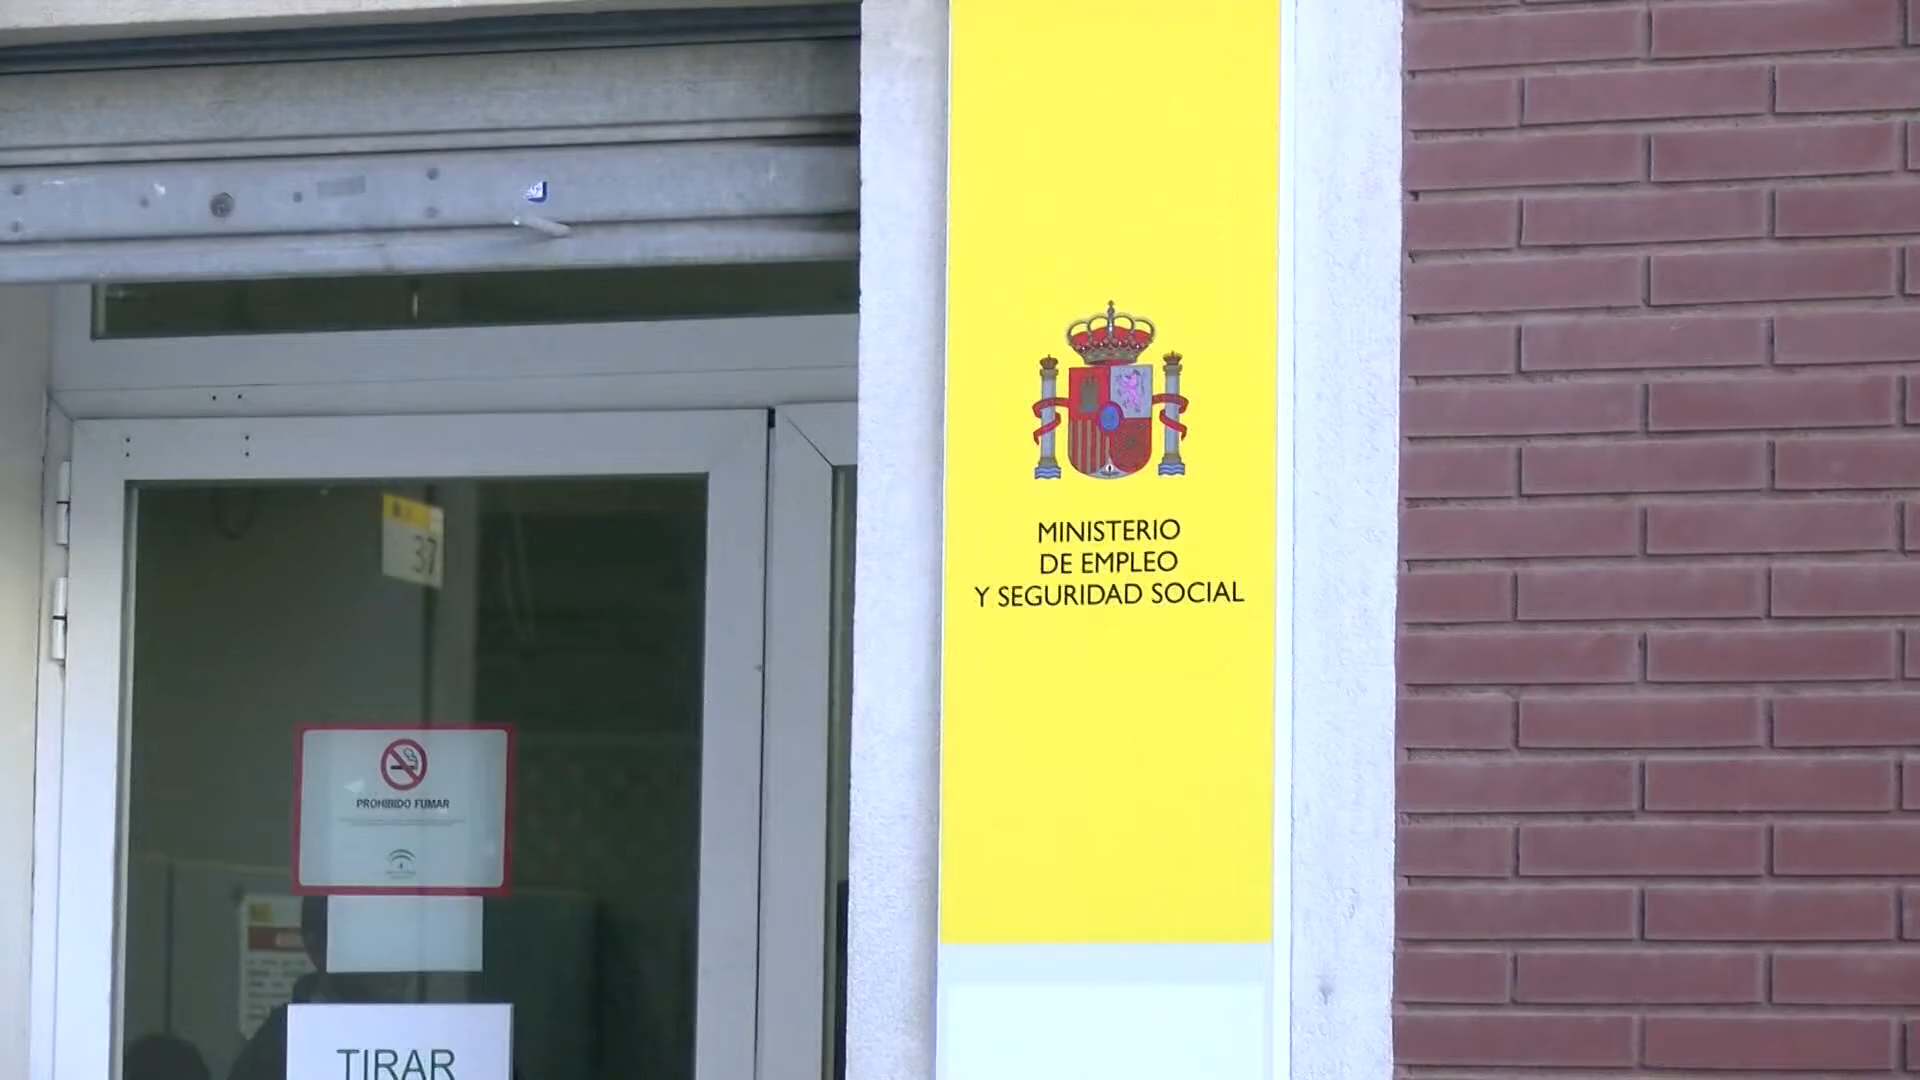 37
MINISTERIO
DE EMPLEO
Y SEGURIDAD SOCIAL
PROHIBIDO FUMAR
TIRAR